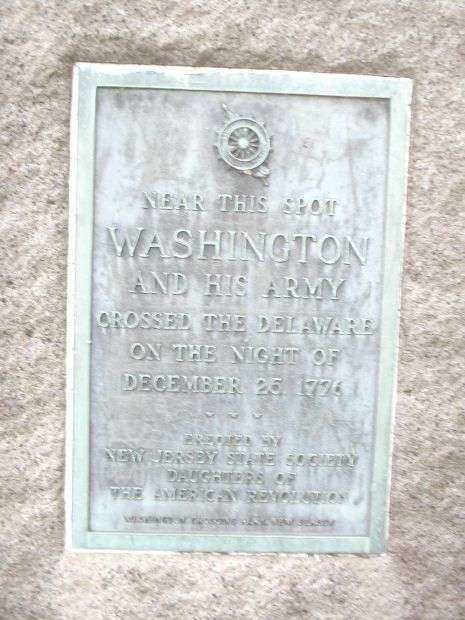 NEAR THIS SPOT
WASHINGTON
AND HIS ARMY
CROSSED THE DELAWARE
ON THE NIGHT OF
DECEMBER 25, 1776
ERECTED BY
NEW JERSEY STATE SOCIETY
DAUGHTERS OF
THE AMERICAN REVOLUTION
WASHINGTON CROSSING PARK, NEW JERSEY